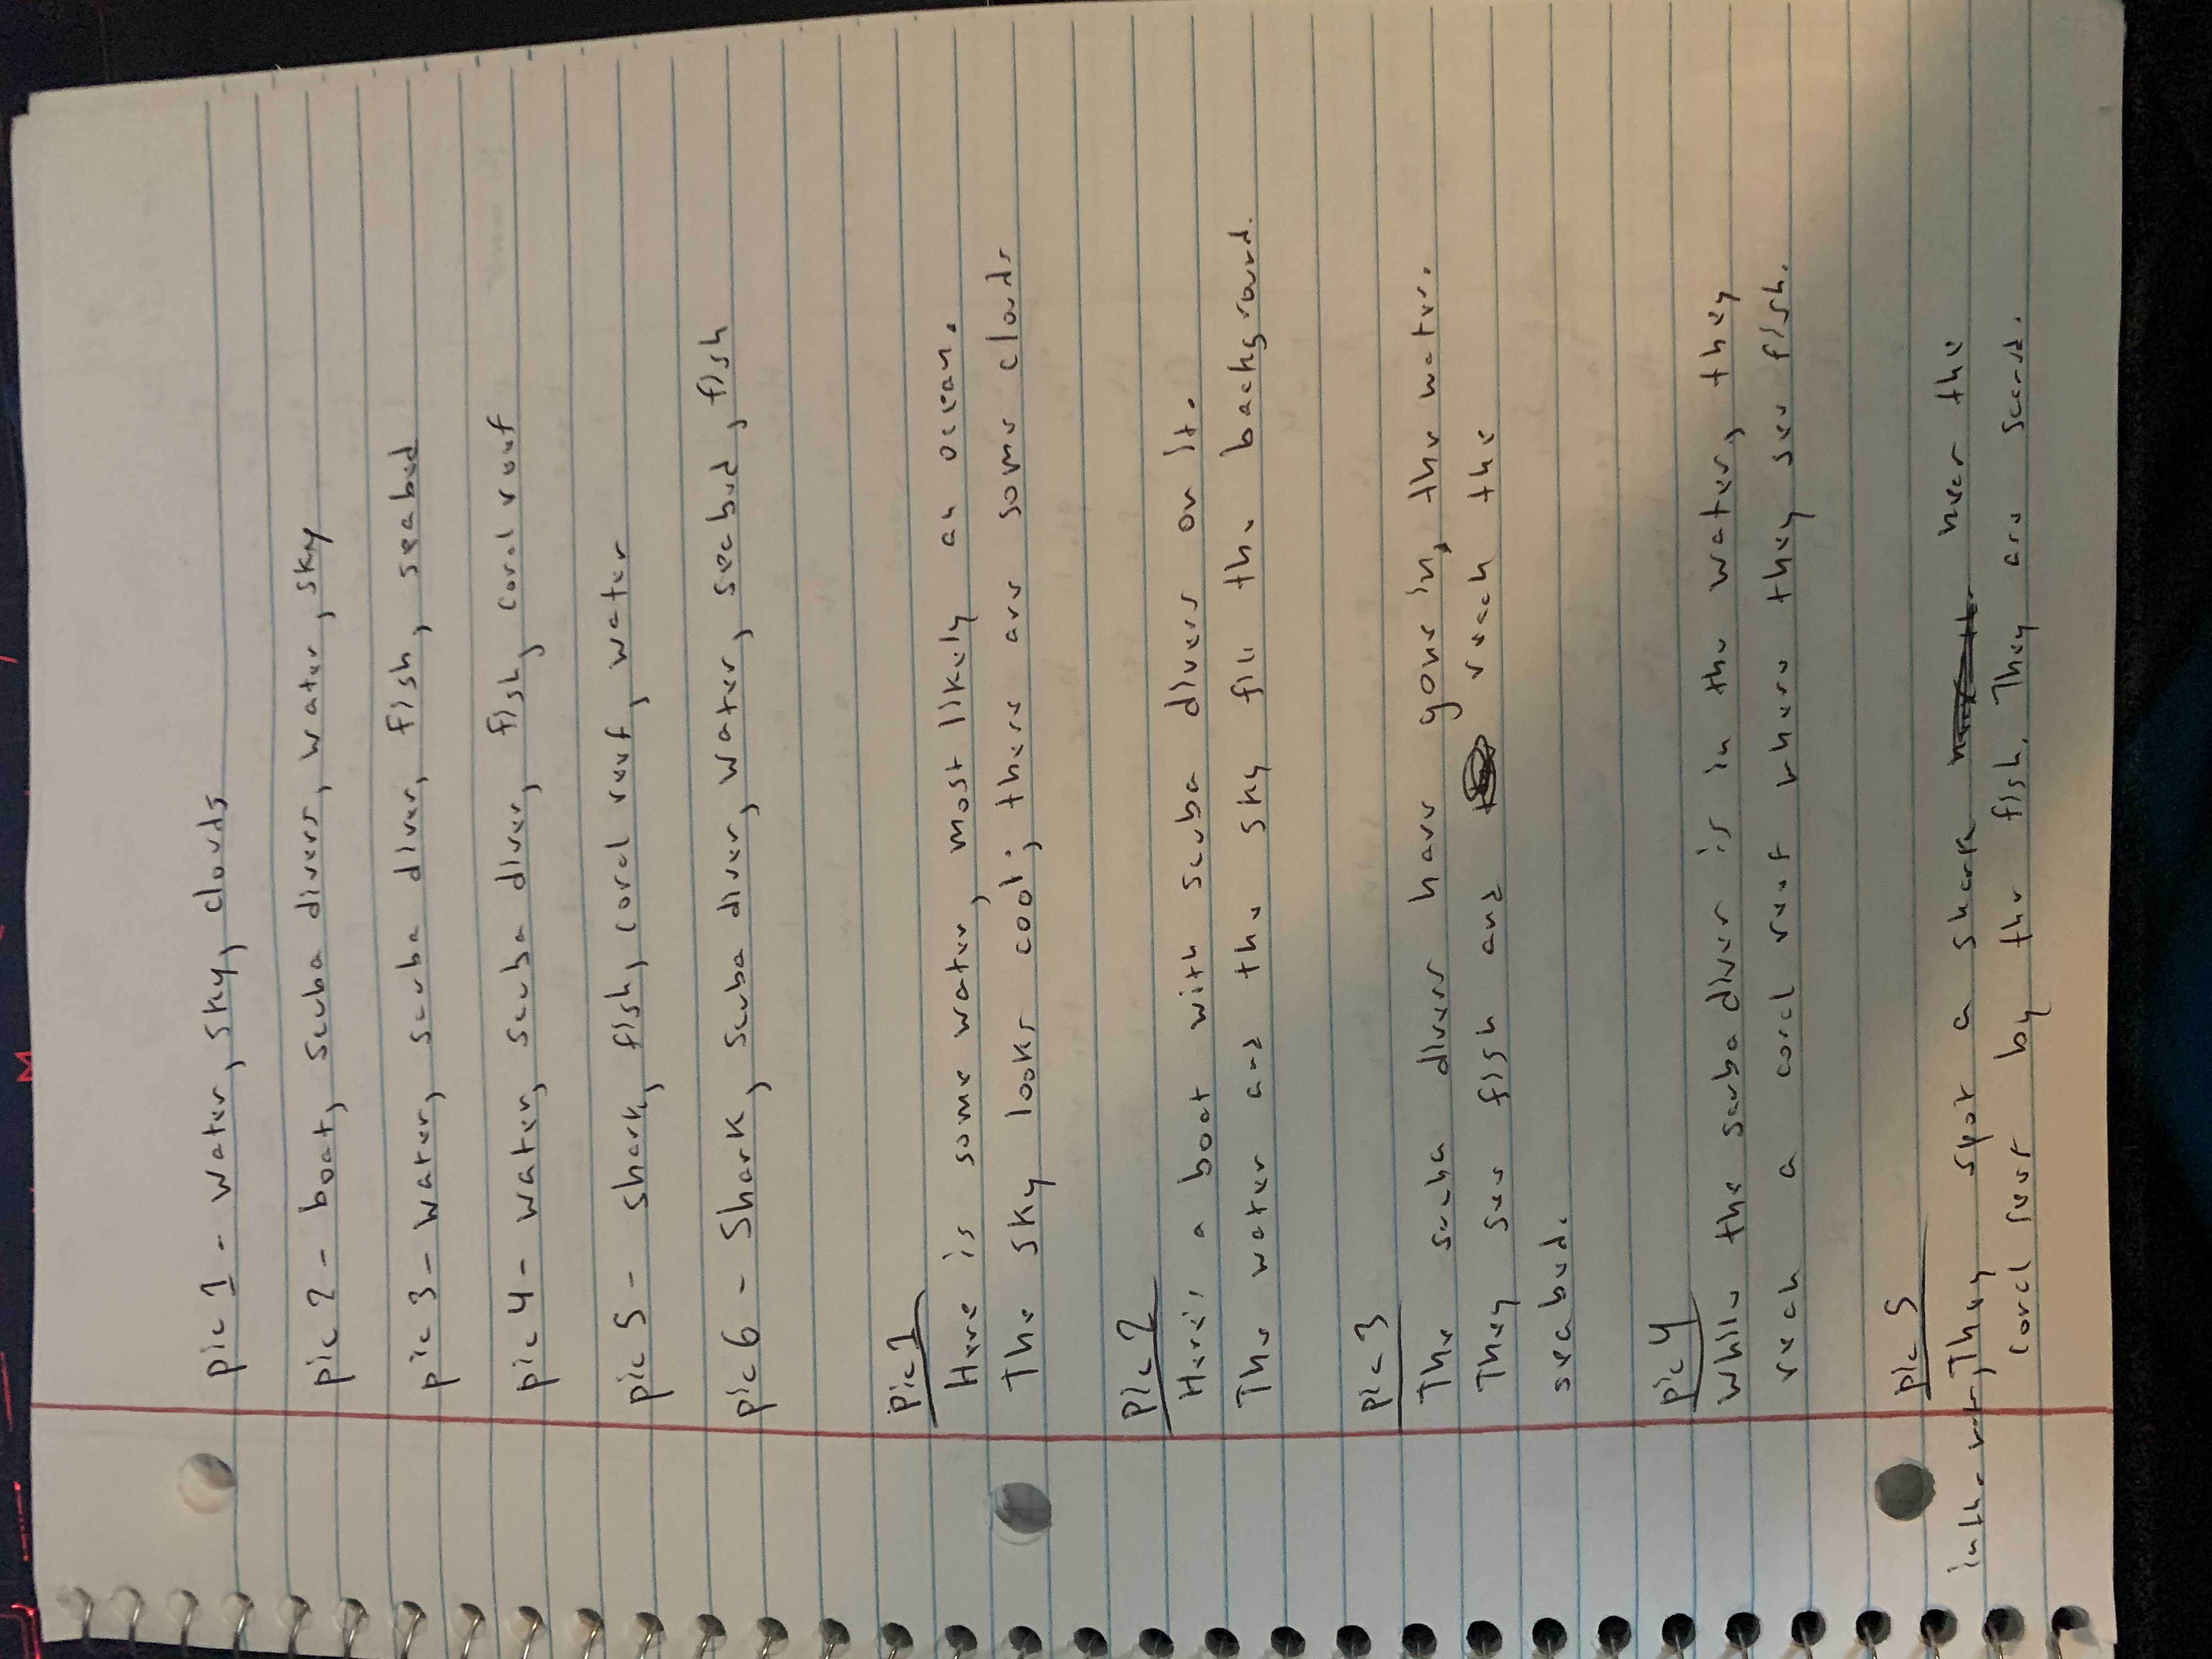 pic 1 - water, sky, clouds
pic 2 - boat, scuba divers, water, sky
pic 3 - water, scuba diver, fish, seabed
pic 4 - water, scuba diver, fish, coral reef
pic 5 - shark, fish, coral reef, water
pic 6 - Shark, scuba diver, water, seabed, fish
Pic 1
Here is some water, most likely an ocean.
The sky looks cool; there are some clouds
Pic 2
Here's a boat with scuba divers on it.
The water and the sky fill the background.
pic 3
The scuba divers have gone in, the water.
They see fish and reach the
seabed.
pic 4
While the scuba diver is in the water, they
reach a coral reef where they see fish.
pic 5
in the water, They spot a shark near the
coral reef by the fish. They are scared.